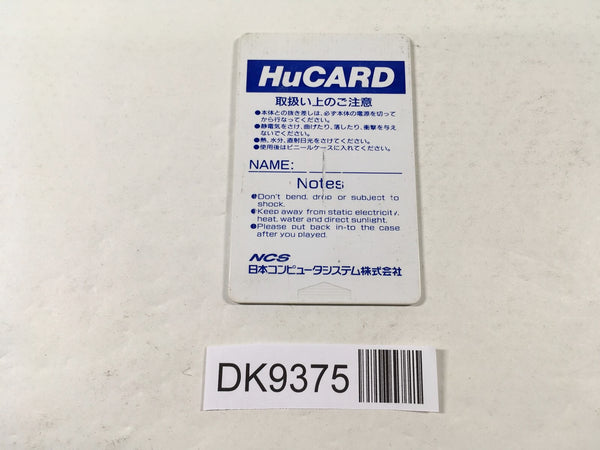 HuCARD
取扱い上のご注意
●本体との抜き差しは、必ず本体の電源を切って
から行なってください。
●静電気をさけ、曲げたり、落したり、衝撃を与え
ないでください。
●熱、水分、直射日光をさけてください。
●使用後はビニールケースに入れてください。
NAME:
Notes
●Don't bend, drop or subject to
shock.
●Keep away from static electricity,
heat, water and direct sunlight.
●Please put back in-to the case
after you played.
NCS
日本コンピュータシステム株式会社
DK9375